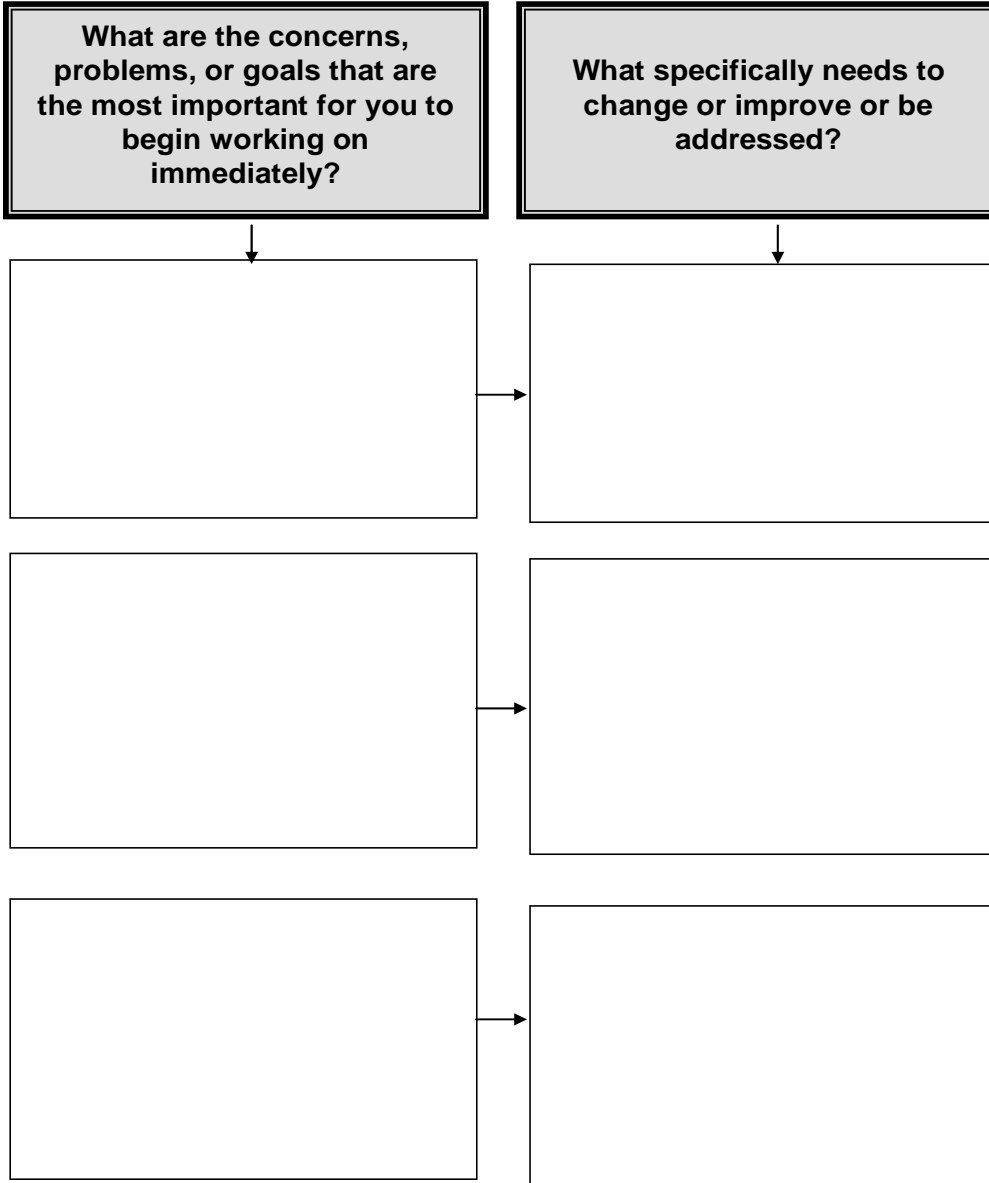 What are the concerns,
problems, or goals that are
the most important for you to
begin working on
immediately?
What specifically needs to
change or improve or be
addressed?